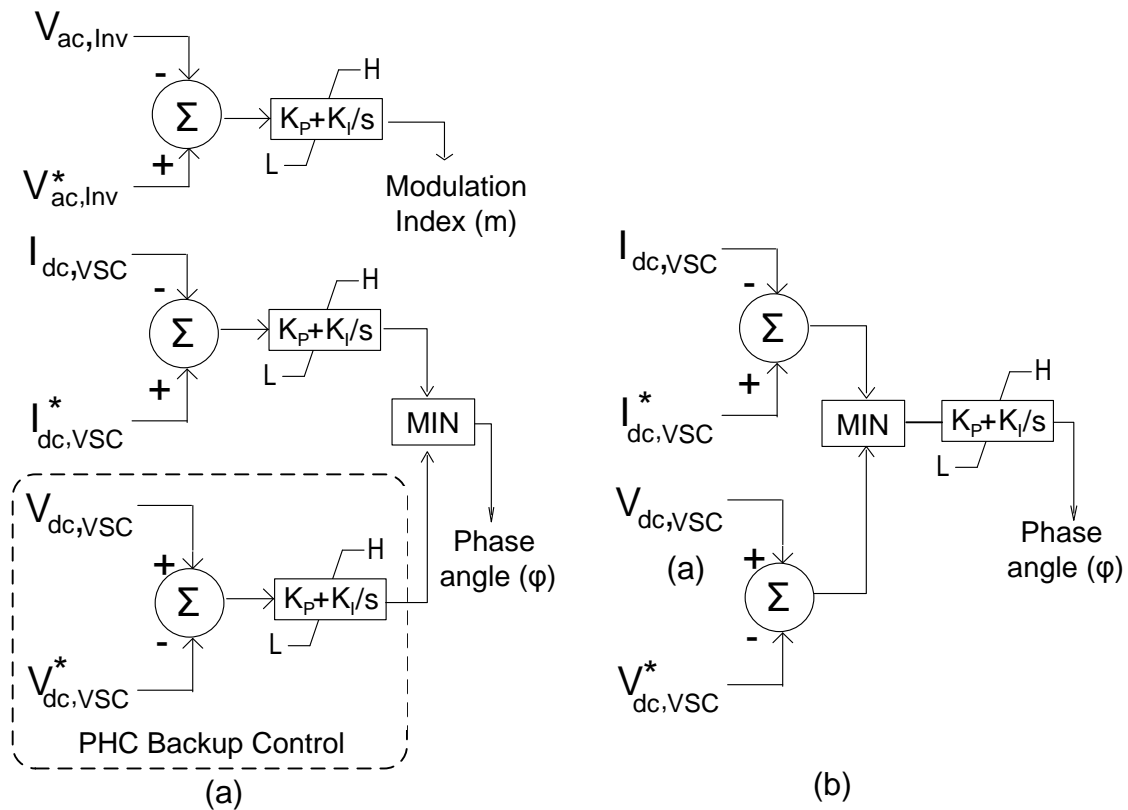 V_ac,Inv
-
Σ
+
V*_ac,Inv
H
K_P+K_I/s
L
Modulation
Index (m)
I_dc,VSC
-
Σ
+
I*_dc,VSC
H
K_P+K_I/s
L
MIN
V_dc,VSC
+
Σ
-
V*_dc,VSC
H
K_P+K_I/s
L
Phase
angle (φ)
PHC Backup Control
(a)
I_dc,VSC
-
Σ
+
I*_dc,VSC
MIN
H
K_P+K_I/s
L
V_dc,VSC
(a)
+
Σ
-
V*_dc,VSC
Phase
angle (φ)
(b)